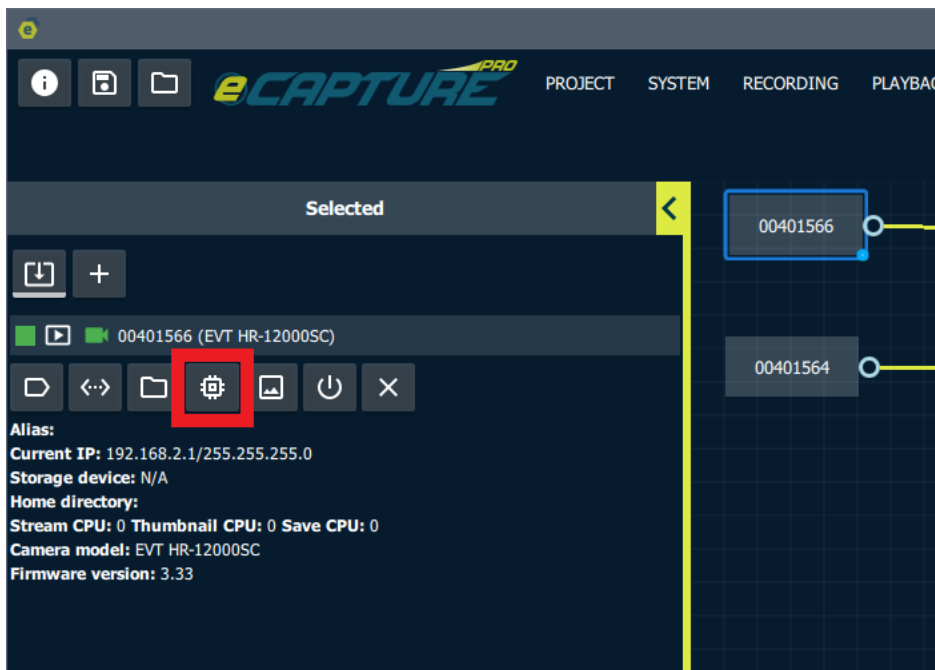 e
eCAPTURE PRO
PROJECT SYSTEM RECORDING PLAYBAC
Selected
00401566
00401566 (EVT HR-12000SC)
00401564
Alias:
Current IP: 192.168.2.1/255.255.255.0
Storage device: N/A
Home directory:
Stream CPU: 0 Thumbnail CPU: 0 Save CPU: 0
Camera model: EVT HR-12000SC
Firmware version: 3.33